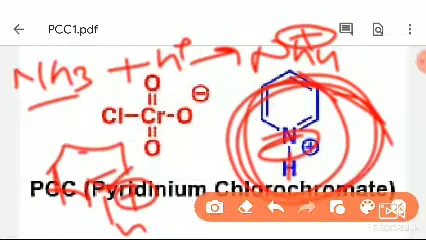 PCC1.pdf
NH3 + H⊕ → NH4 ⊕
O ⊖
Cl-Cr-O N ⊕
O H
PCC (Pyridinium Chlorochromate)